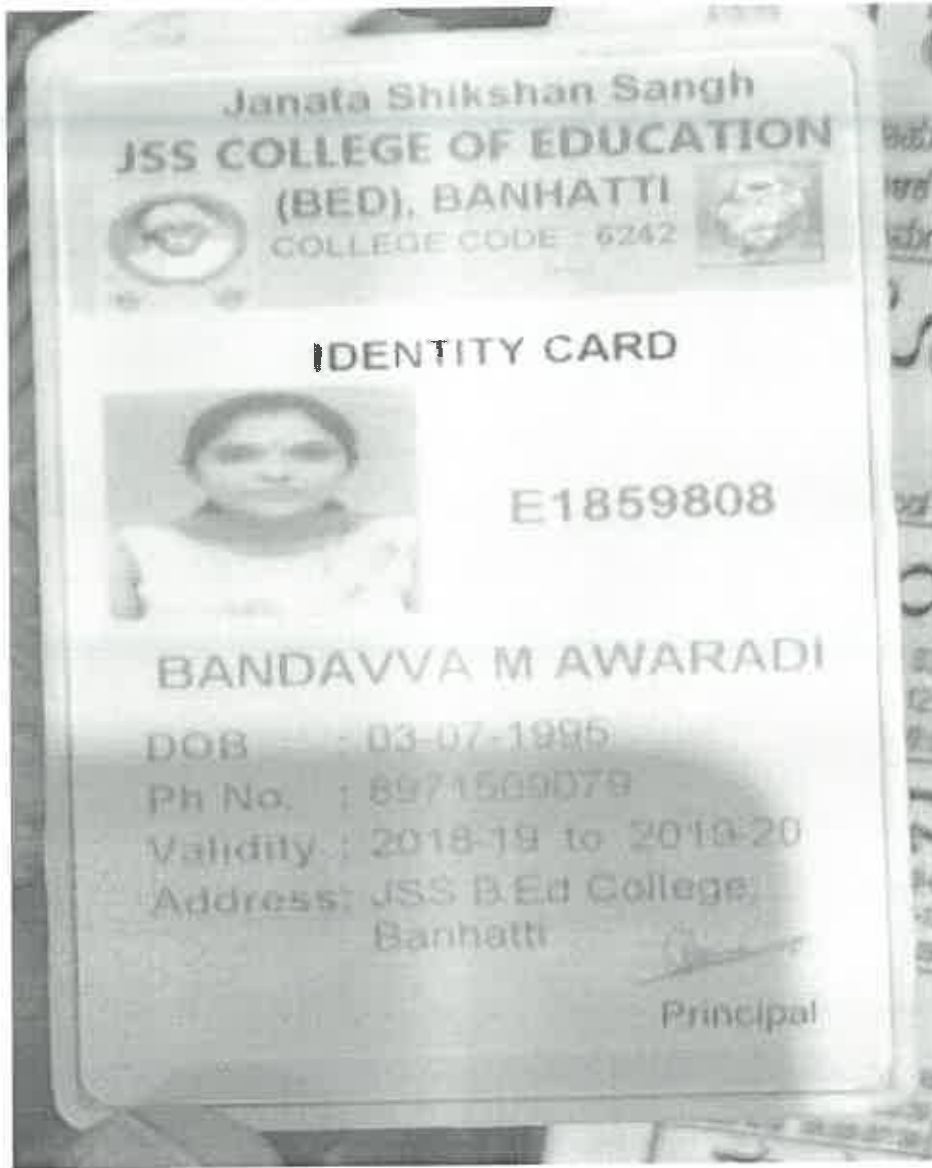 Janata Shikshan Sangh
JSS COLLEGE OF EDUCATION
(BED), BANHATTI
COLLEGE CODE : 6242
IDENTITY CARD
E1859808
BANDAVVA M AWARADI
DOB : 03-07-1995
Ph No. : 8971509079
Validity : 2018-19 to 2019-20
Address: JSS B.Ed College,
Banhatti
Principal